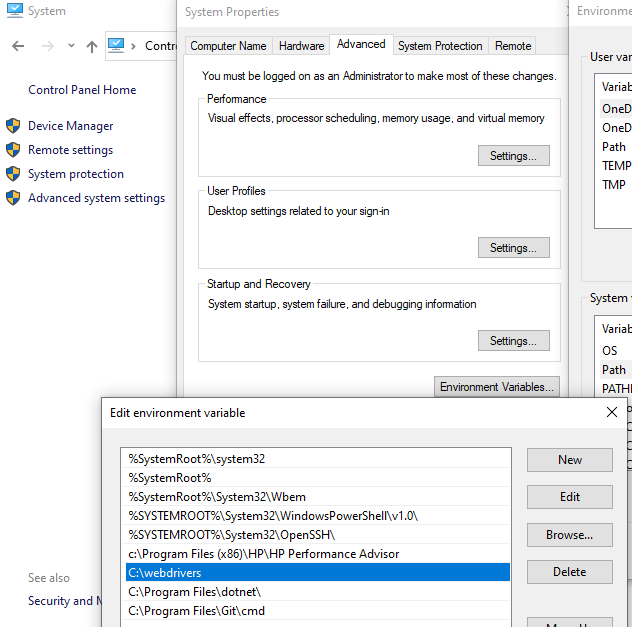 System
Contr
Control Panel Home
Device Manager
Remote settings
System protection
Advanced system settings
See also
Security and M
System Properties
Computer Name
Hardware
Advanced
System Protection
Remote
You must be logged on as an Administrator to make most of these changes.
Performance
Visual effects, processor scheduling, memory usage, and virtual memory
Settings...
User Profiles
Desktop settings related to your sign-in
Settings...
Startup and Recovery
System startup, system failure, and debugging information
Settings...
Environment Variables...
Environme
User var
Variab
OneD
OneD
Path
TEMP
TMP
System v
Variab
OS
Path
PATH
Edit environment variable
%SystemRoot%\system32
%SystemRoot%
%SystemRoot%\System32\Wbem
%SYSTEMROOT%\System32\WindowsPowerShell\v1.0\
%SYSTEMROOT%\System32\OpenSSH\
c:\Program Files (x86)\HP\HP Performance Advisor
C:\webdrivers
C:\Program Files\dotnet\
C:\Program Files\Git\cmd
New
Edit
Browse...
Delete